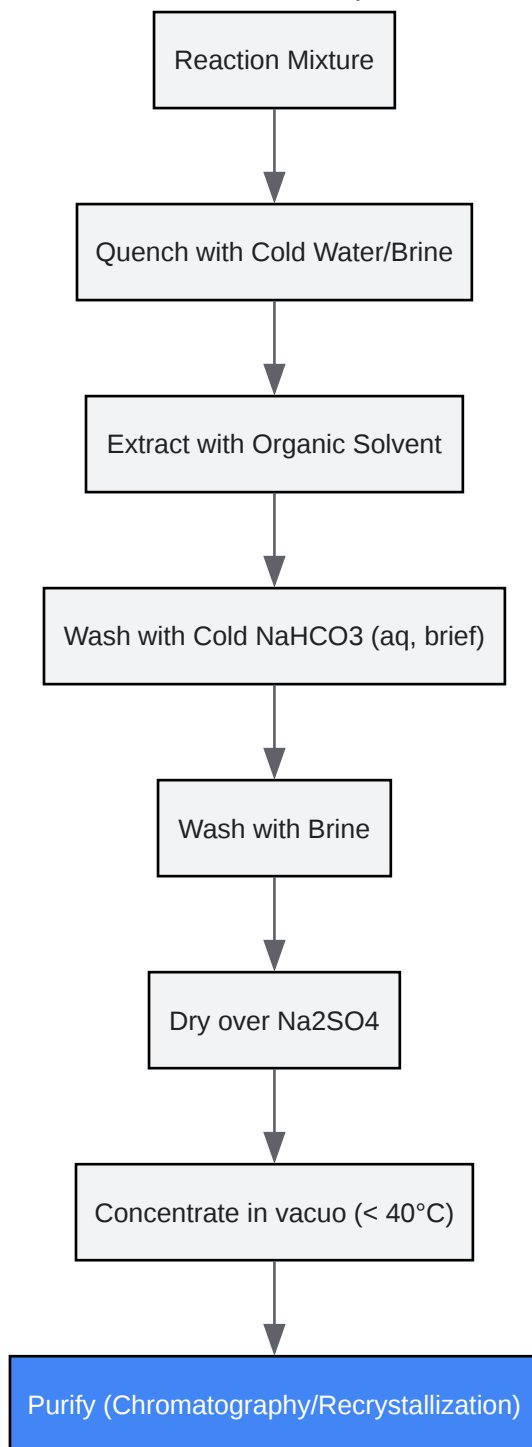 Reaction Mixture
Quench with Cold Water/Brine
Extract with Organic Solvent
Wash with Cold NaHCO3 (aq, brief)
Wash with Brine
Dry over Na2SO4
Concentrate in vacuo (< 40°C)
Purify (Chromatography/Recrystallization)